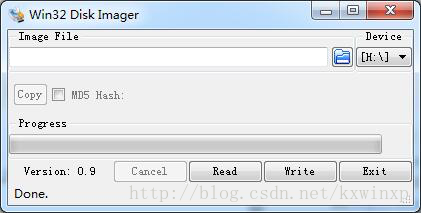 Win32 Disk Imager
Image File
Device
[H:\]
Copy
MD5 Hash:
Progress
Version: 0.9
Cancel
Read
Write
Exit
Done.
http://blog.csdn.net/kxwinxp